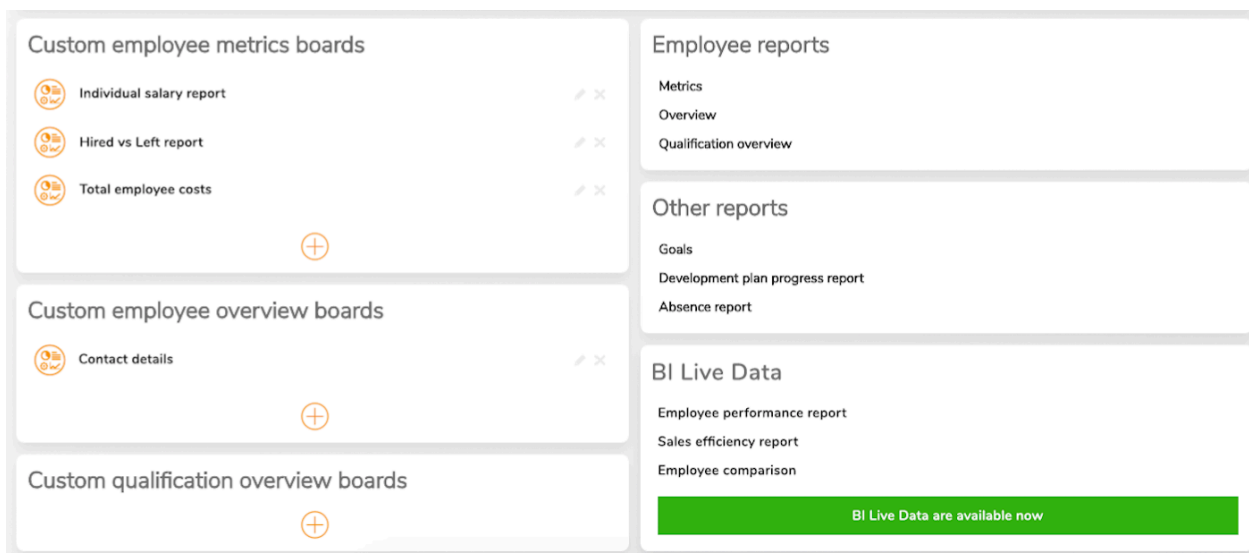 Custom employee metrics boards
Individual salary report
Hired vs Left report
Total employee costs
Custom employee overview boards
Contact details
Custom qualification overview boards
Employee reports
Metrics
Overview
Qualification overview
Other reports
Goals
Development plan progress report
Absence report
BI Live Data
Employee performance report
Sales efficiency report
Employee comparison
BI Live Data are available now